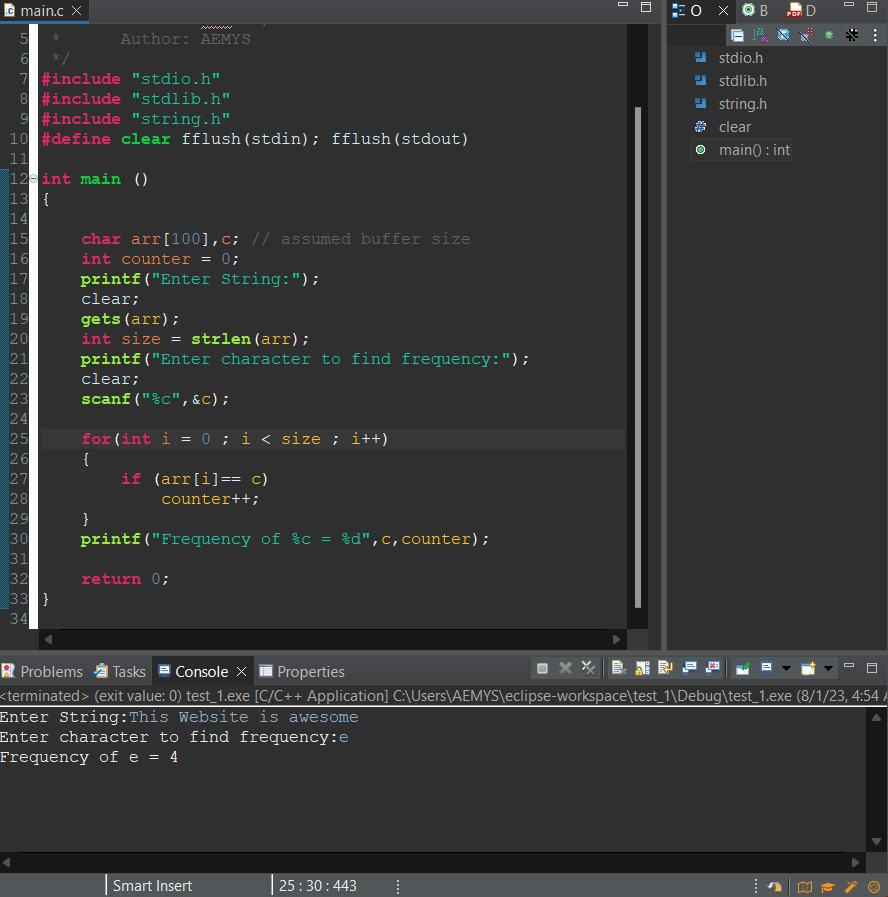 main.c
O
B
D
5 * Author: AEMYS
6 */
7 #include "stdio.h"
8 #include "stdlib.h"
9 #include "string.h"
10 #define clear fflush(stdin); fflush(stdout)
11
12 int main ()
13 {
14
15 char arr[100],c; // assumed buffer size
16 int counter = 0;
17 printf("Enter String:");
18 clear;
19 gets(arr);
20 int size = strlen(arr);
21 printf("Enter character to find frequency:");
22 clear;
23 scanf("%c",&c);
24
25 for(int i = 0 ; i < size ; i++)
26 {
27 if (arr[i]== c)
28 counter++;
29 }
30 printf("Frequency of %c = %d",c,counter);
31
32 return 0;
33 }
34
stdio.h
stdlib.h
string.h
clear
main() : int
Problems Tasks Console Properties
<terminated> (exit value: 0) test_1.exe [C/C++ Application] C:\Users\AEMYS\eclipse-workspace\test_1\Debug\test_1.exe (8/1/23, 4:54
Enter String:This Website is awesome
Enter character to find frequency:e
Frequency of e = 4
Smart Insert 25 : 30 : 443